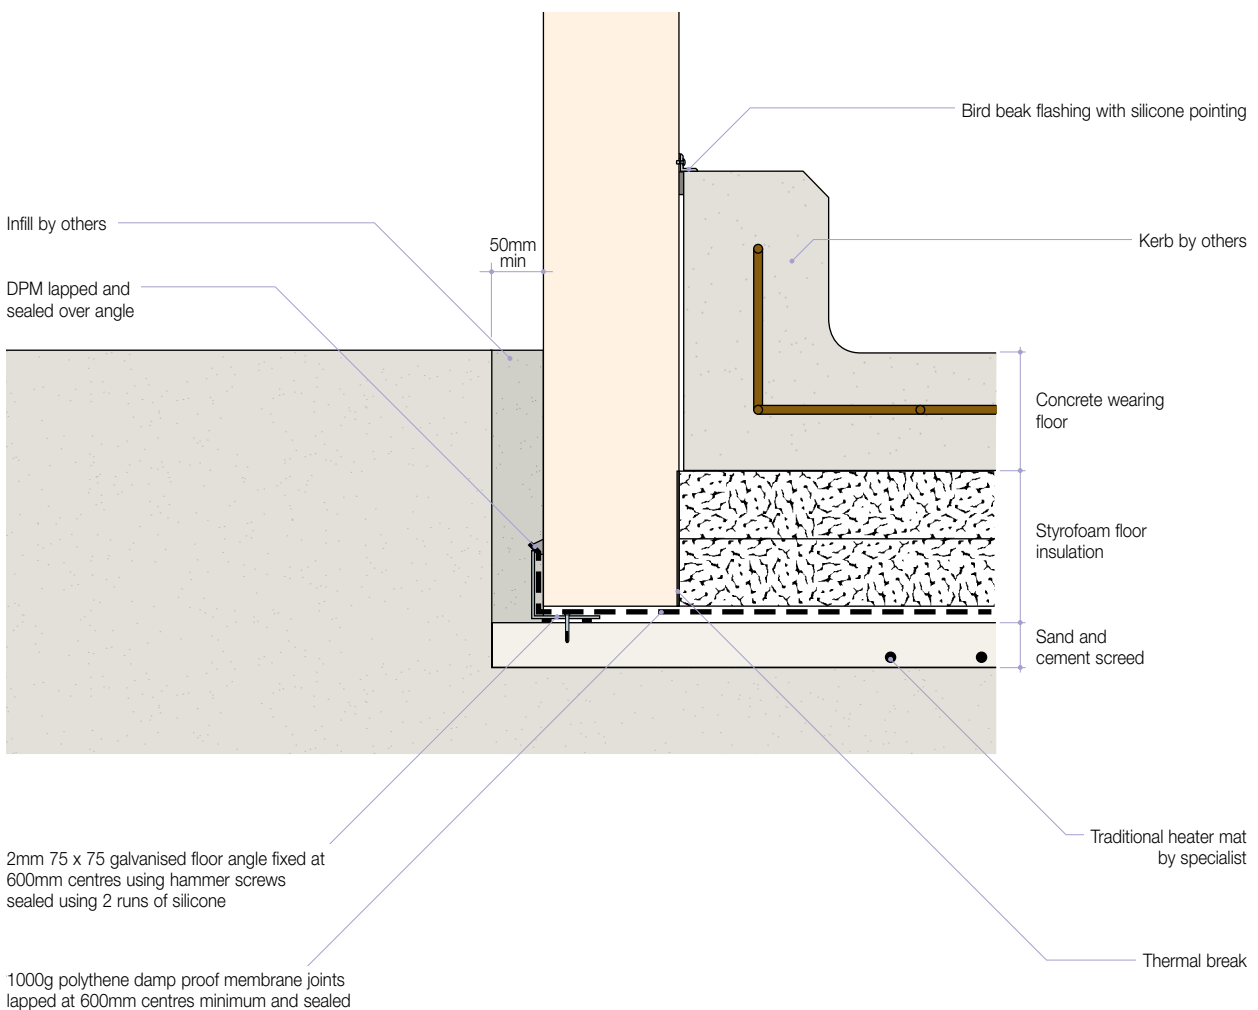 Bird beak flashing with silicone pointing
Infill by others
50mm
min
Kerb by others
DPM lapped and
sealed over angle
Concrete wearing
floor
Styrofoam floor
insulation
Sand and
cement screed
Traditional heater mat
by specialist
2mm 75 x 75 galvanised floor angle fixed at
600mm centres using hammer screws
sealed using 2 runs of silicone
Thermal break
1000g polythene damp proof membrane joints
lapped at 600mm centres minimum and sealed